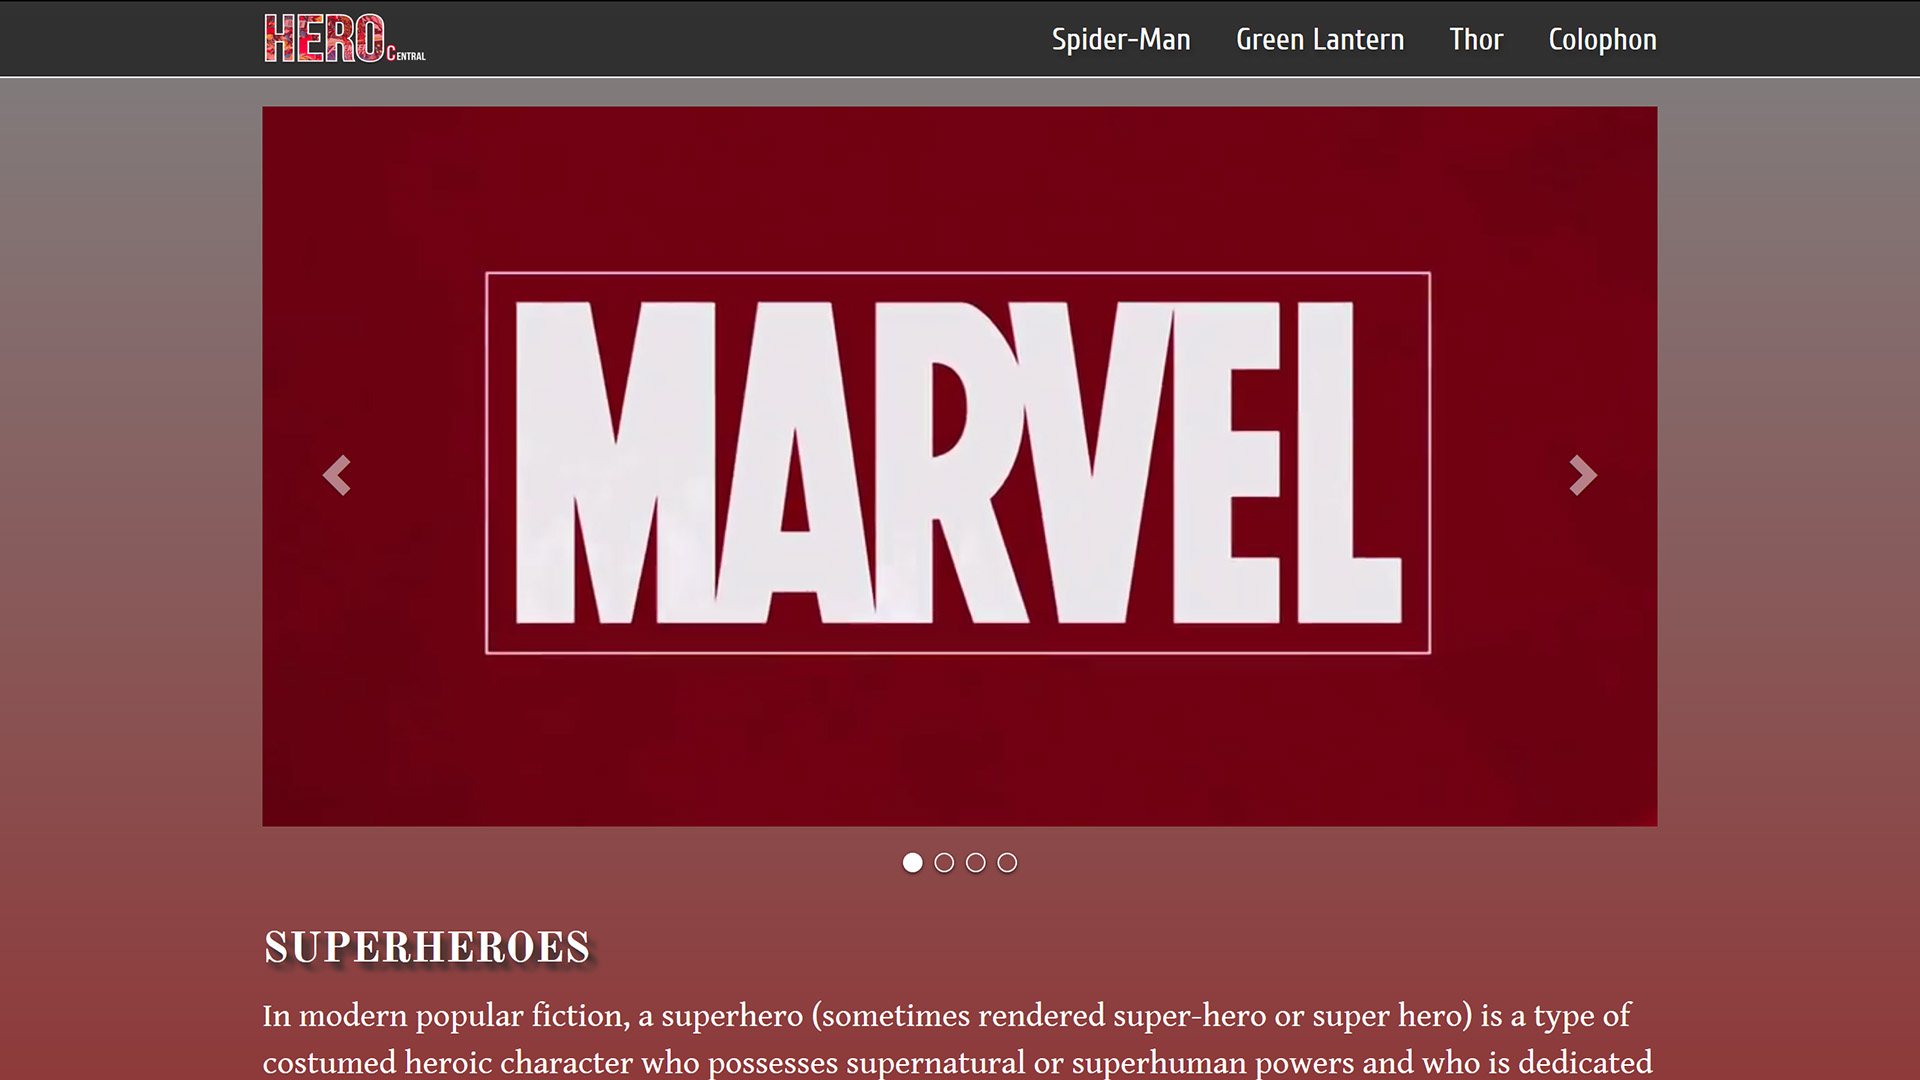 HERO CENTRAL
Spider-Man Green Lantern Thor Colophon
MARVEL
SUPERHEROES
In modern popular fiction, a superhero (sometimes rendered super-hero or super hero) is a type of
costumed heroic character who possesses supernatural or superhuman powers and who is dedicated